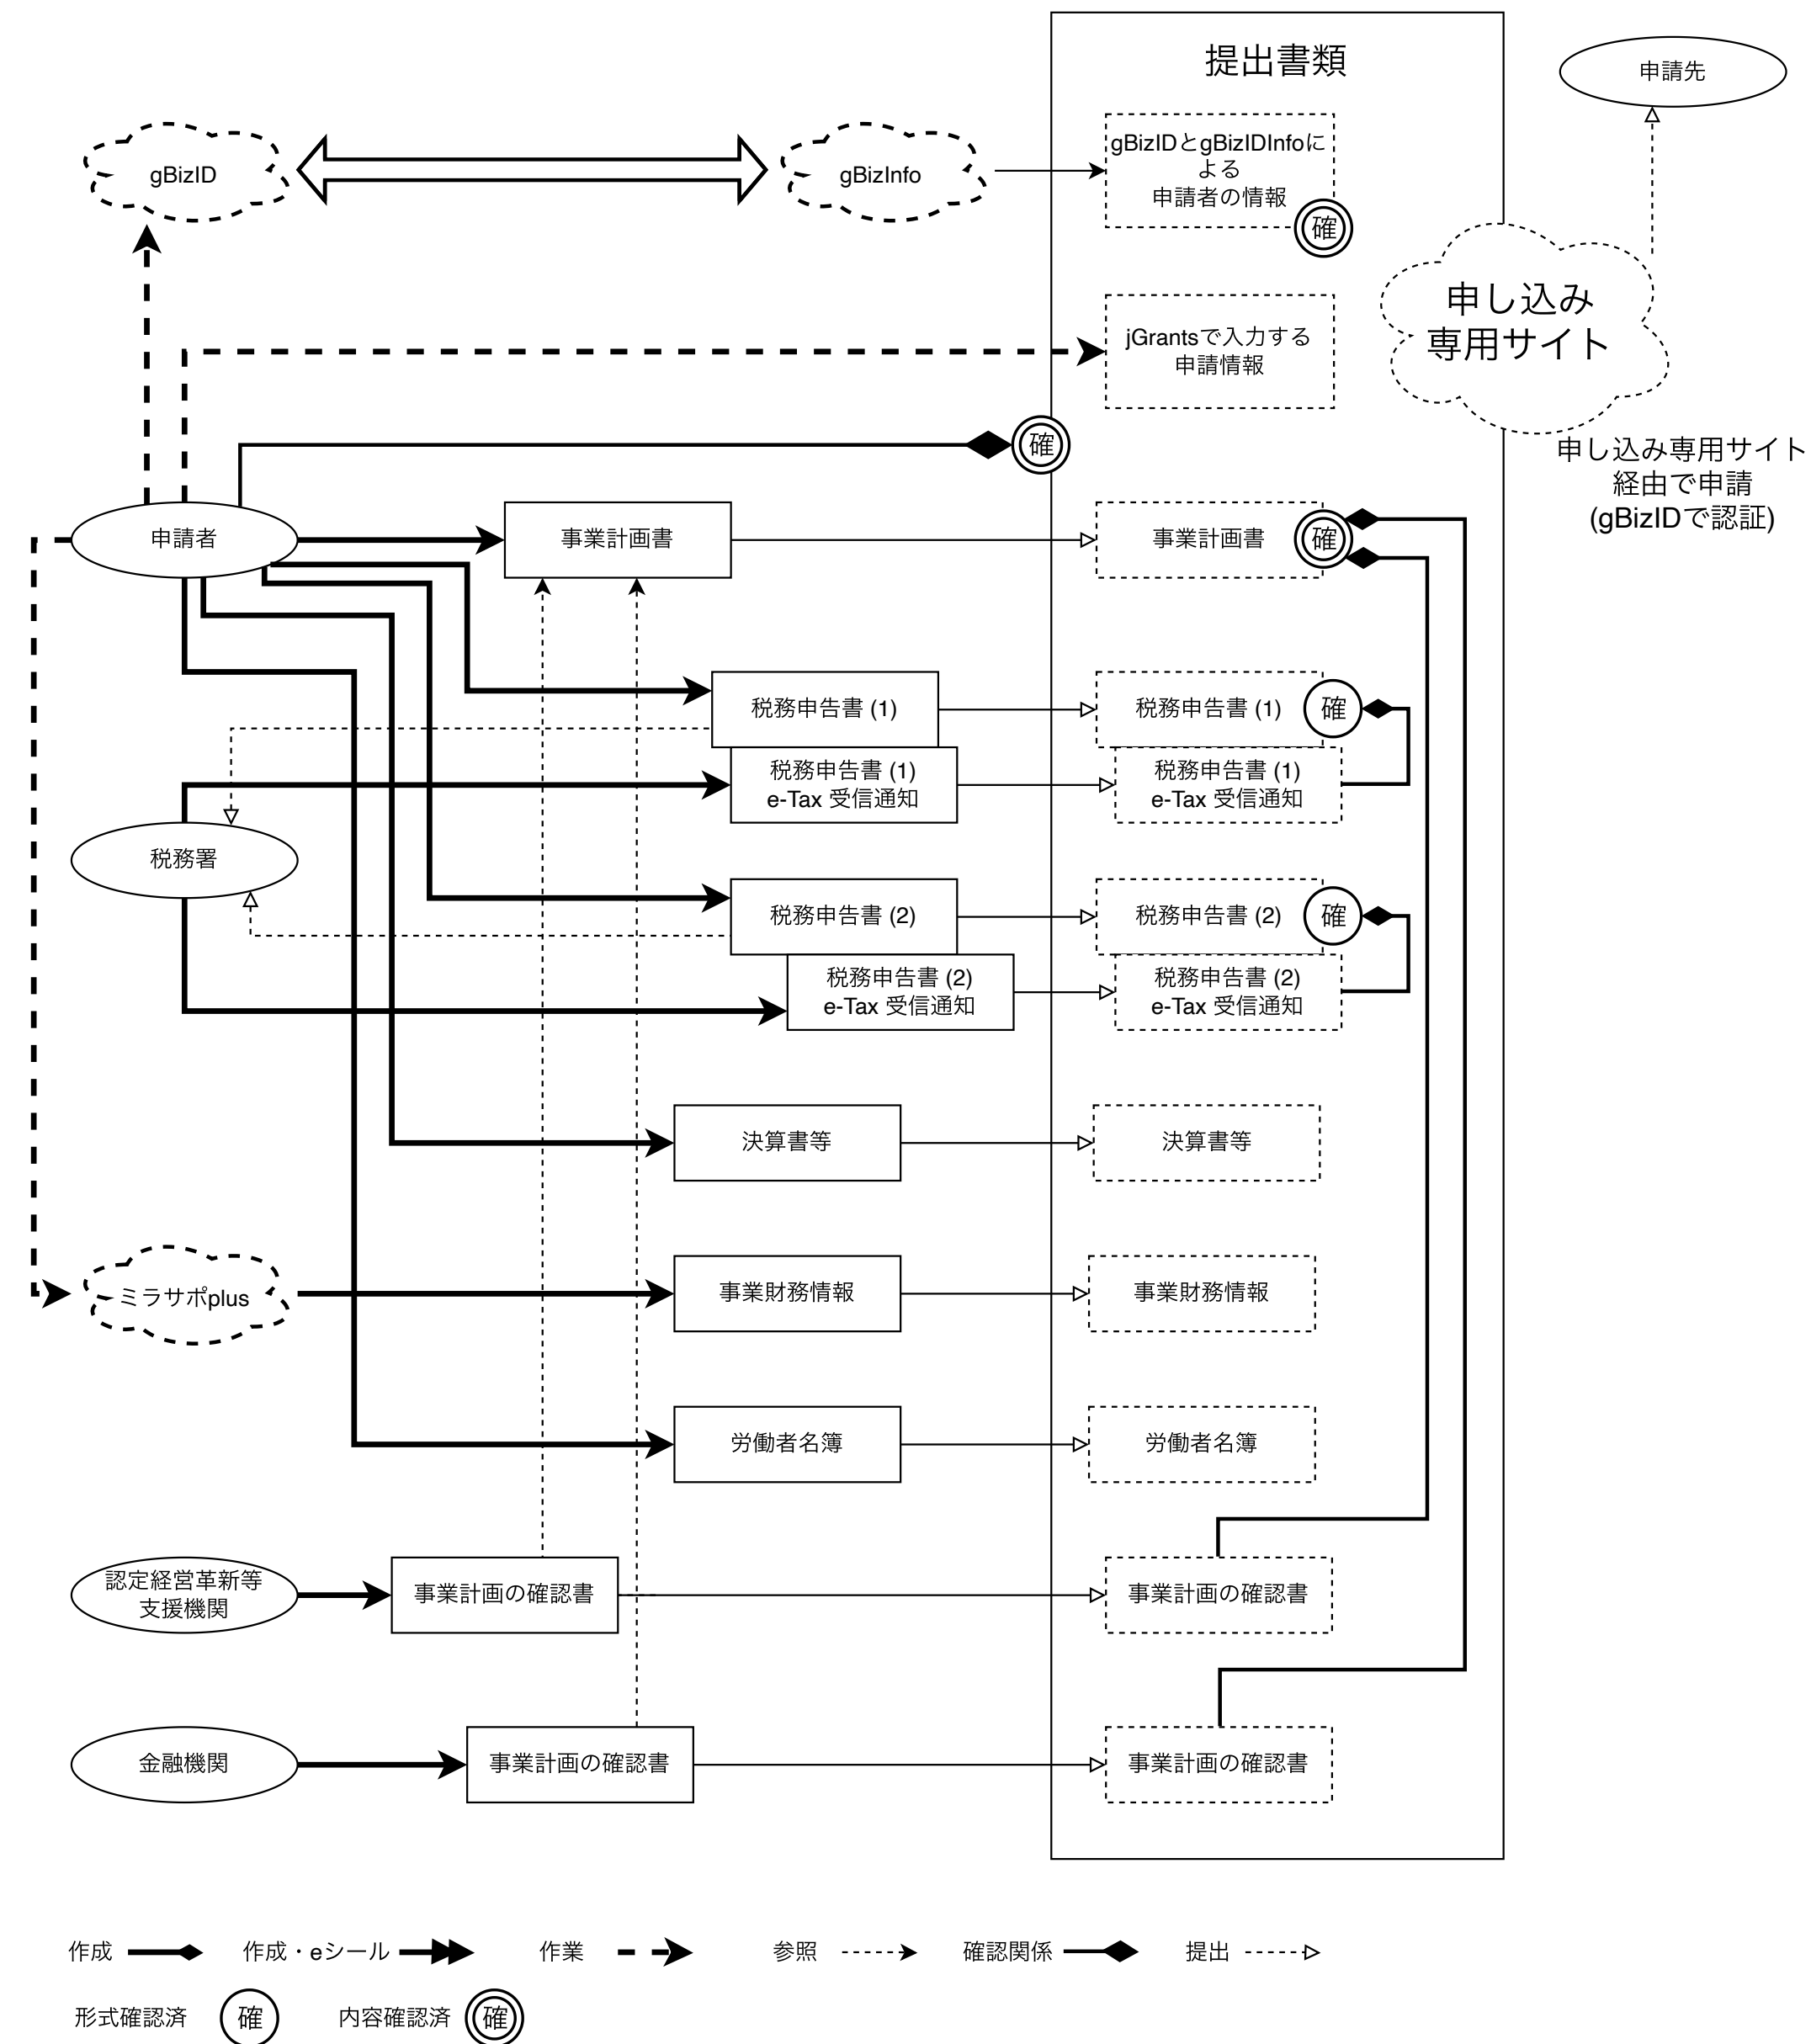 提出書類
申請先
gBizID
gBizInfo
gBizIDとgBizIDInfoに
よる
申請者の情報
確
申し込み
専用サイト
jGrantsで入力する
申請情報
確
申し込み専用サイト
経由で申請
(gBizIDで認証)
申請者
事業計画書
事業計画書
確
税務申告書 (1)
税務申告書 (1)
確
税務申告書 (1)
e-Tax 受信通知
税務申告書 (1)
e-Tax 受信通知
税務署
税務申告書 (2)
税務申告書 (2)
確
税務申告書 (2)
e-Tax 受信通知
税務申告書 (2)
e-Tax 受信通知
決算書等
決算書等
ミラサポplus
事業財務情報
事業財務情報
労働者名簿
労働者名簿
認定経営革新等
支援機関
事業計画の確認書
事業計画の確認書
金融機関
事業計画の確認書
事業計画の確認書
作成
作成・eシール
作業
参照
確認関係
提出
形式確認済
確
内容確認済
確